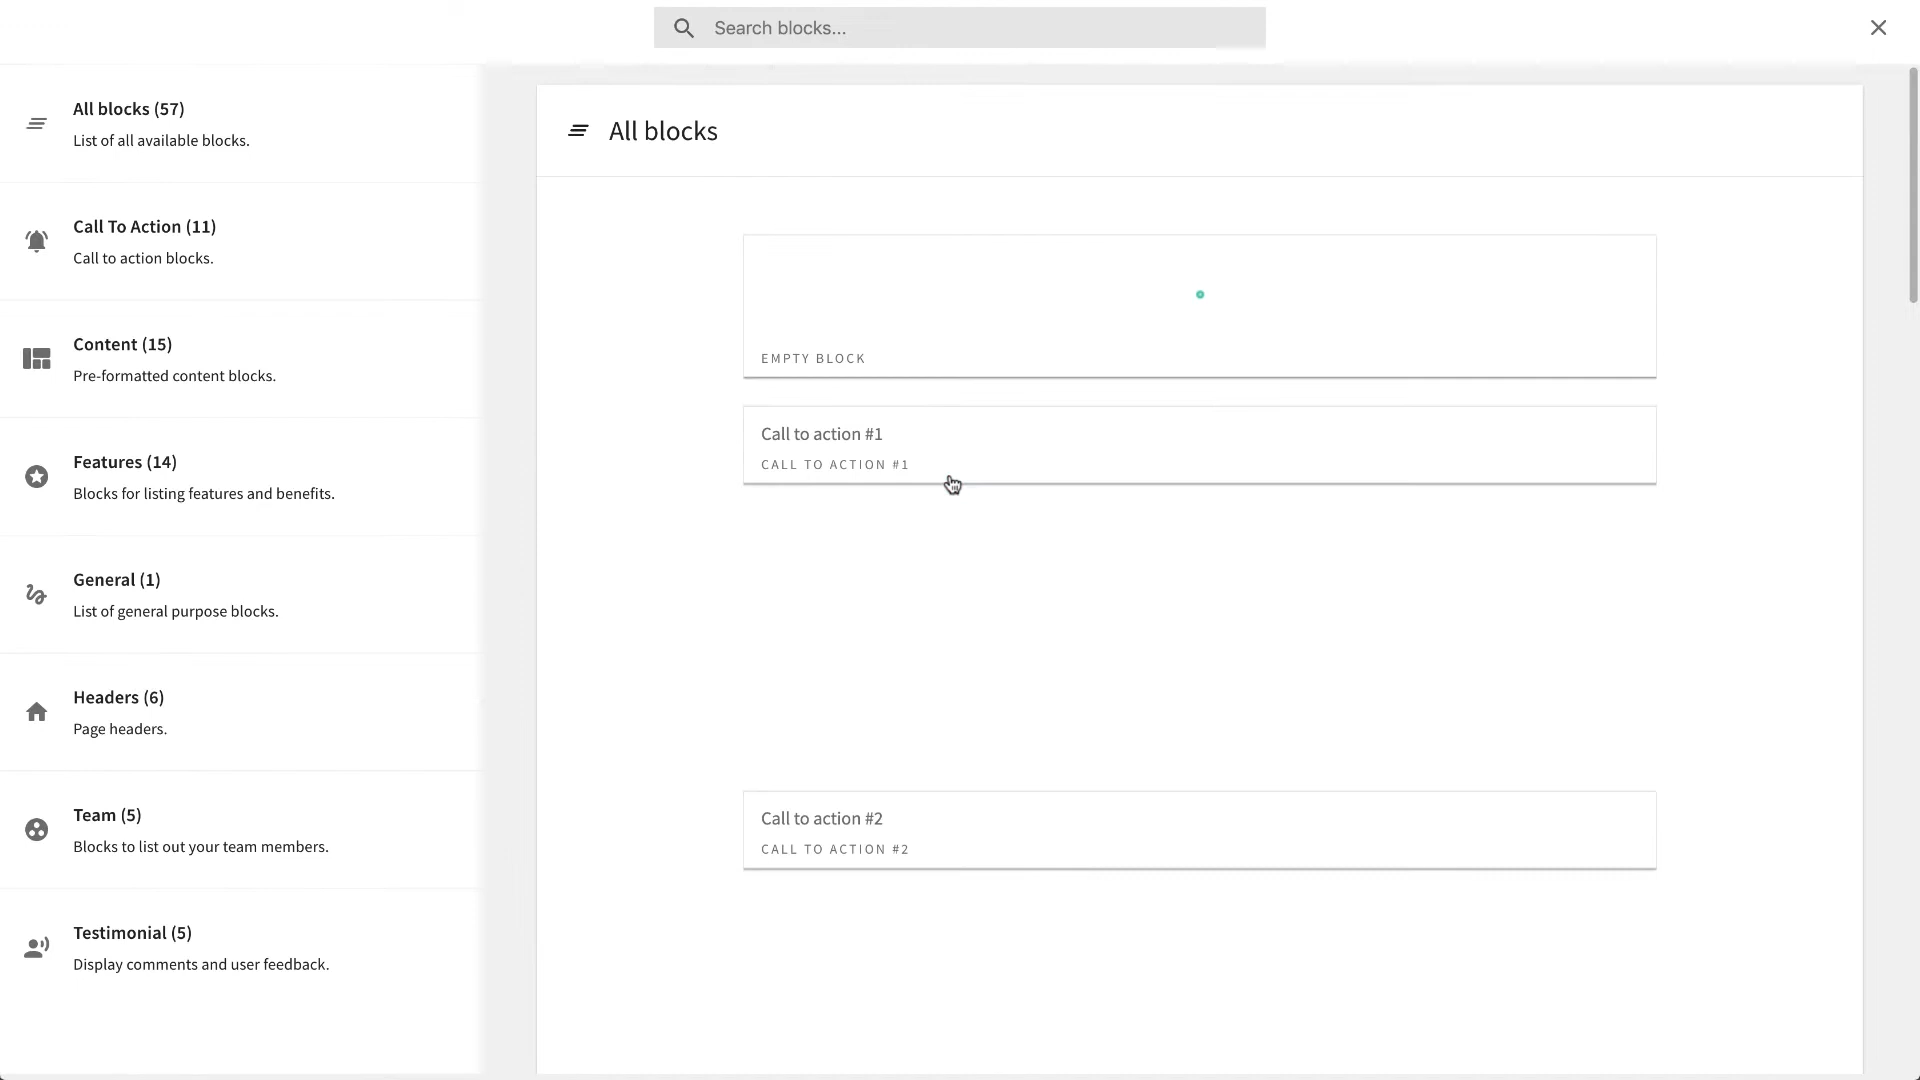 Search blocks...
All blocks (57)
List of all available blocks.
Call To Action (11)
Call to action blocks.
Content (15)
Pre-formatted content blocks.
Features (14)
Blocks for listing features and benefits.
General (1)
List of general purpose blocks.
Headers (6)
Page headers.
Team (5)
Blocks to list out your team members.
Testimonial (5)
Display comments and user feedback.
All blocks
EMPTY BLOCK
Call to action #1
CALL TO ACTION #1
Call to action #2
CALL TO ACTION #2